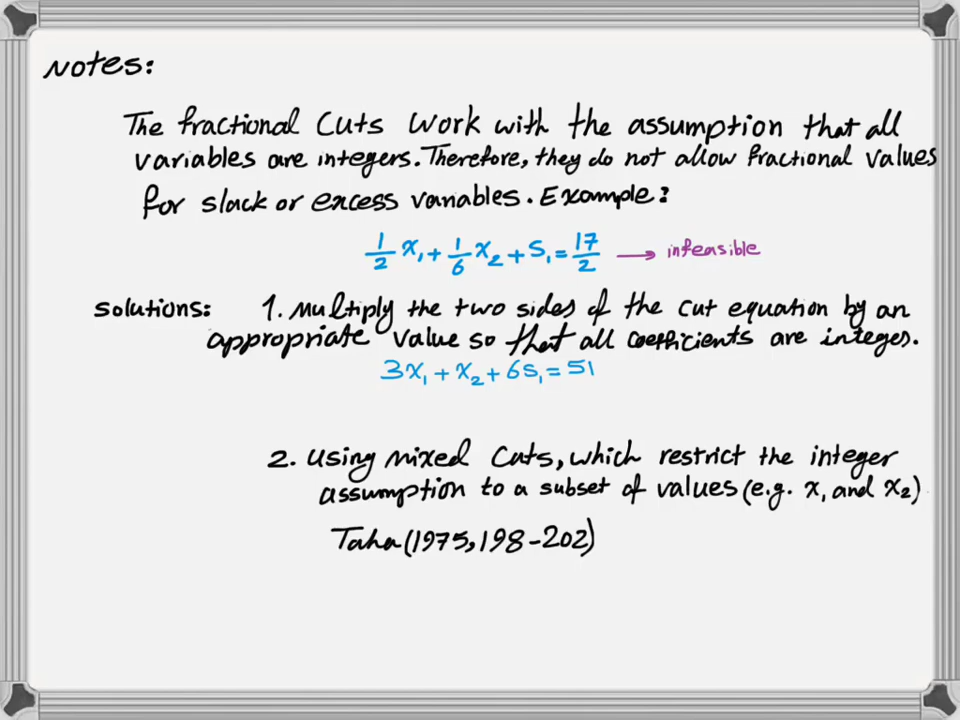 Notes:
The fractional cuts work with the assumption that all
variables are integers. Therefore, they do not allow fractional values
for slack or excess variables. Example:
1/2 x₁ + 1/6 x₂ + S₁ = 17/2 → infeasible
Solutions: 1. Multiply the two sides of the cut equation by an
appropriate value so that all coefficients are integes.
3x₁ + x₂ + 6S₁ = 51
2. Using mixed cuts, which restrict the integer
assumption to a subset of values (e.g. x₁ and x₂)
Taha (1975, 198-202)